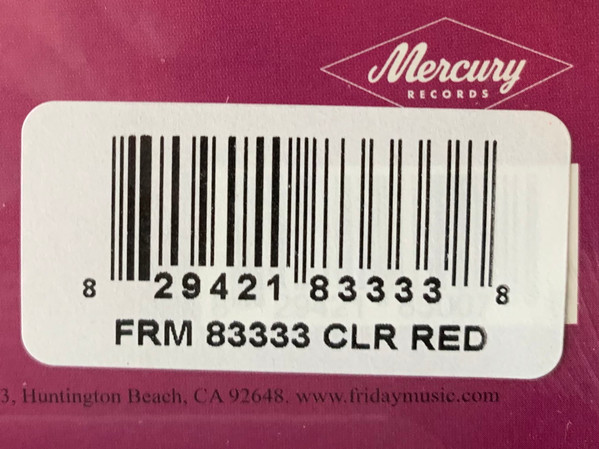 Mercury
RECORDS
8 29421 83333 8
FRM 83333 CLR RED
3, Huntington Beach, CA 92648. www.fridaymusic.com